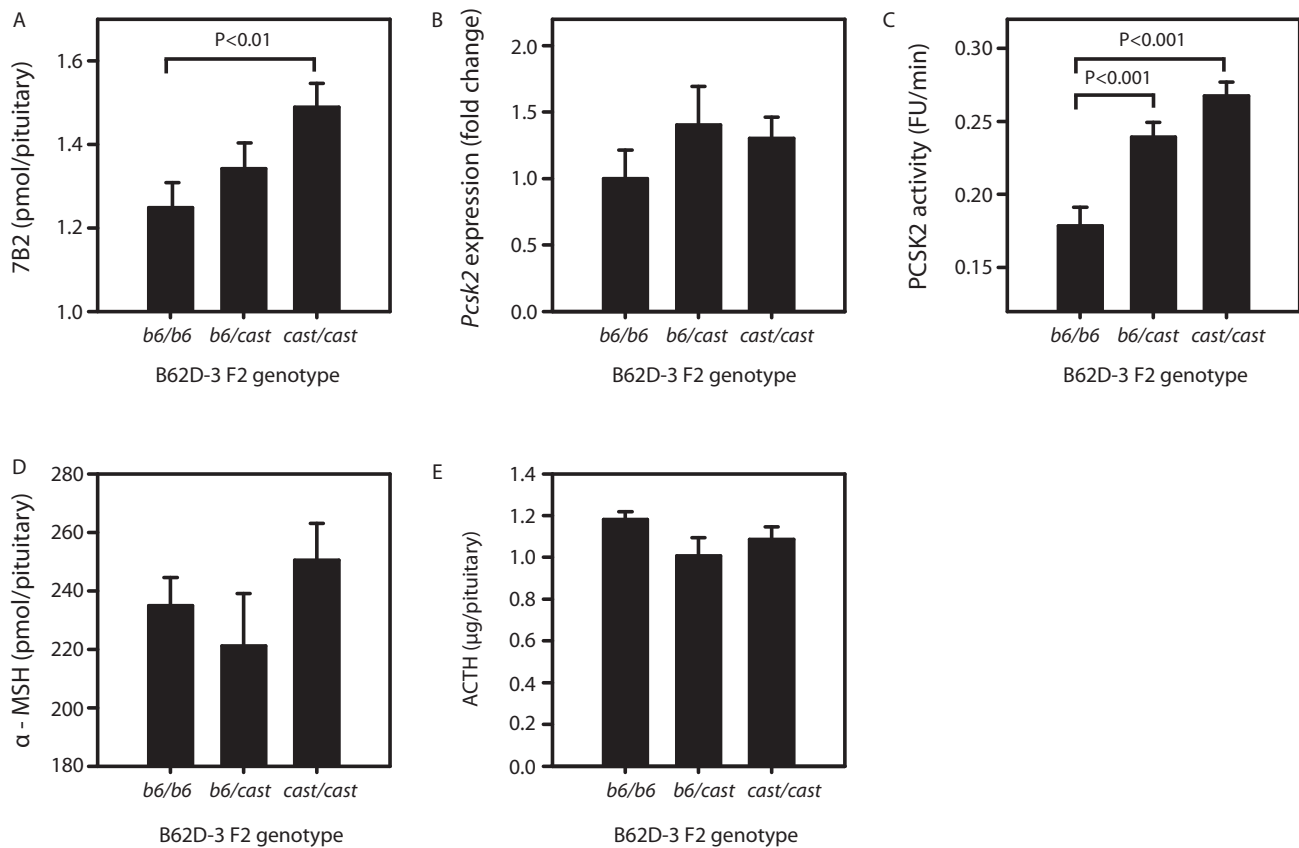 A
7B2 (pmol/pituitary)
1.6
1.4
1.2
1.0
P<0.01
b6/b6 b6/cast cast/cast
B62D-3 F2 genotype
B
Pcsk2 expression (fold change)
2.0
1.5
1.0
0.5
0.0
b6/b6 b6/cast cast/cast
B62D-3 F2 genotype
C
PCSK2 activity (FU/min)
0.30
0.25
0.20
0.15
P<0.001
P<0.001
b6/b6 b6/cast cast/cast
B62D-3 F2 genotype
D
α - MSH (pmol/pituitary)
280
260
240
220
200
180
b6/b6 b6/cast cast/cast
B62D-3 F2 genotype
E
ACTH (µg/pituitary)
1.4
1.2
1.0
0.8
0.6
0.4
0.2
0.0
b6/b6 b6/cast cast/cast
B62D-3 F2 genotype